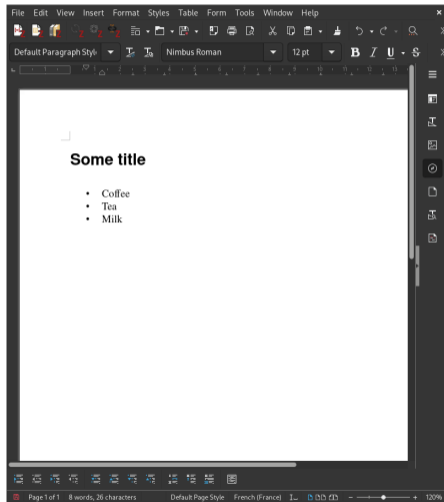 File Edit View Insert Format Styles Table Form Tools Window Help
Default Paragraph Styl Nimbus Roman 12 pt B I U S
Some title
• Coffee
• Tea
• Milk
Page 1 of 1 8 words, 26 characters Default Page Style French (France) 120%